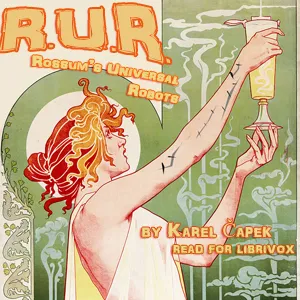 R.U.R.
Rossum's Universal
Robots
by Karel Čapek
read for librivox